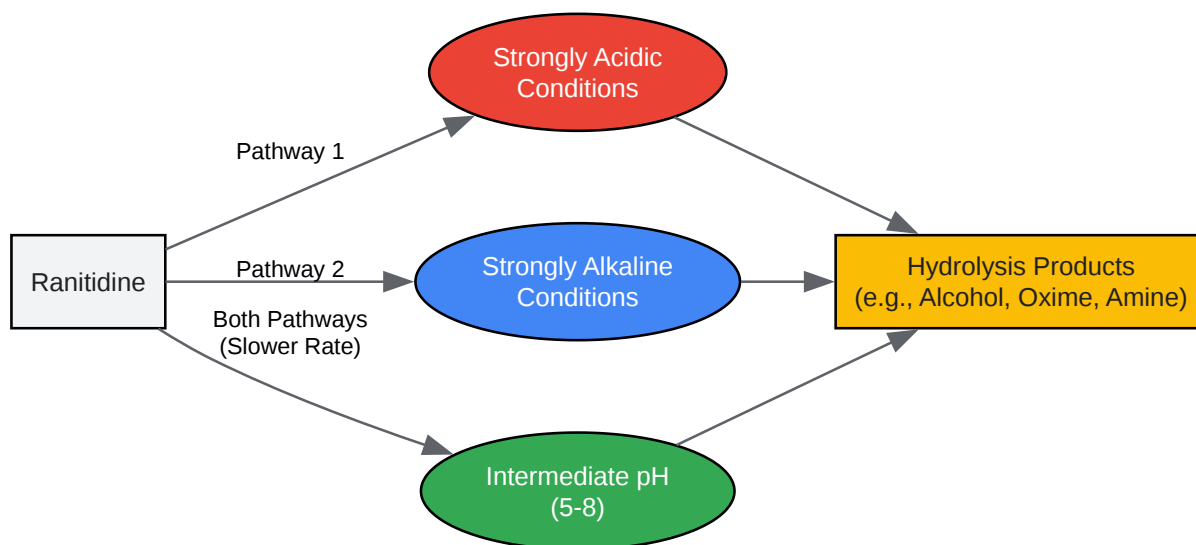 Strongly Acidic
Conditions
Pathway 1
Ranitidine
Pathway 2
Strongly Alkaline
Conditions
Hydrolysis Products
(e.g., Alcohol, Oxime, Amine)
Both Pathways
(Slower Rate)
Intermediate pH
(5-8)